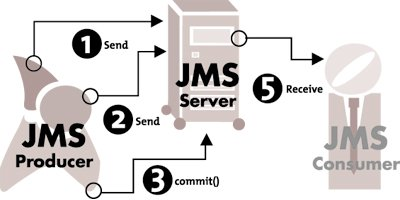 1 Send
2 Send
JMS
Producer
3 commit()
JMS
Server
5 Receive
JMS
Consumer